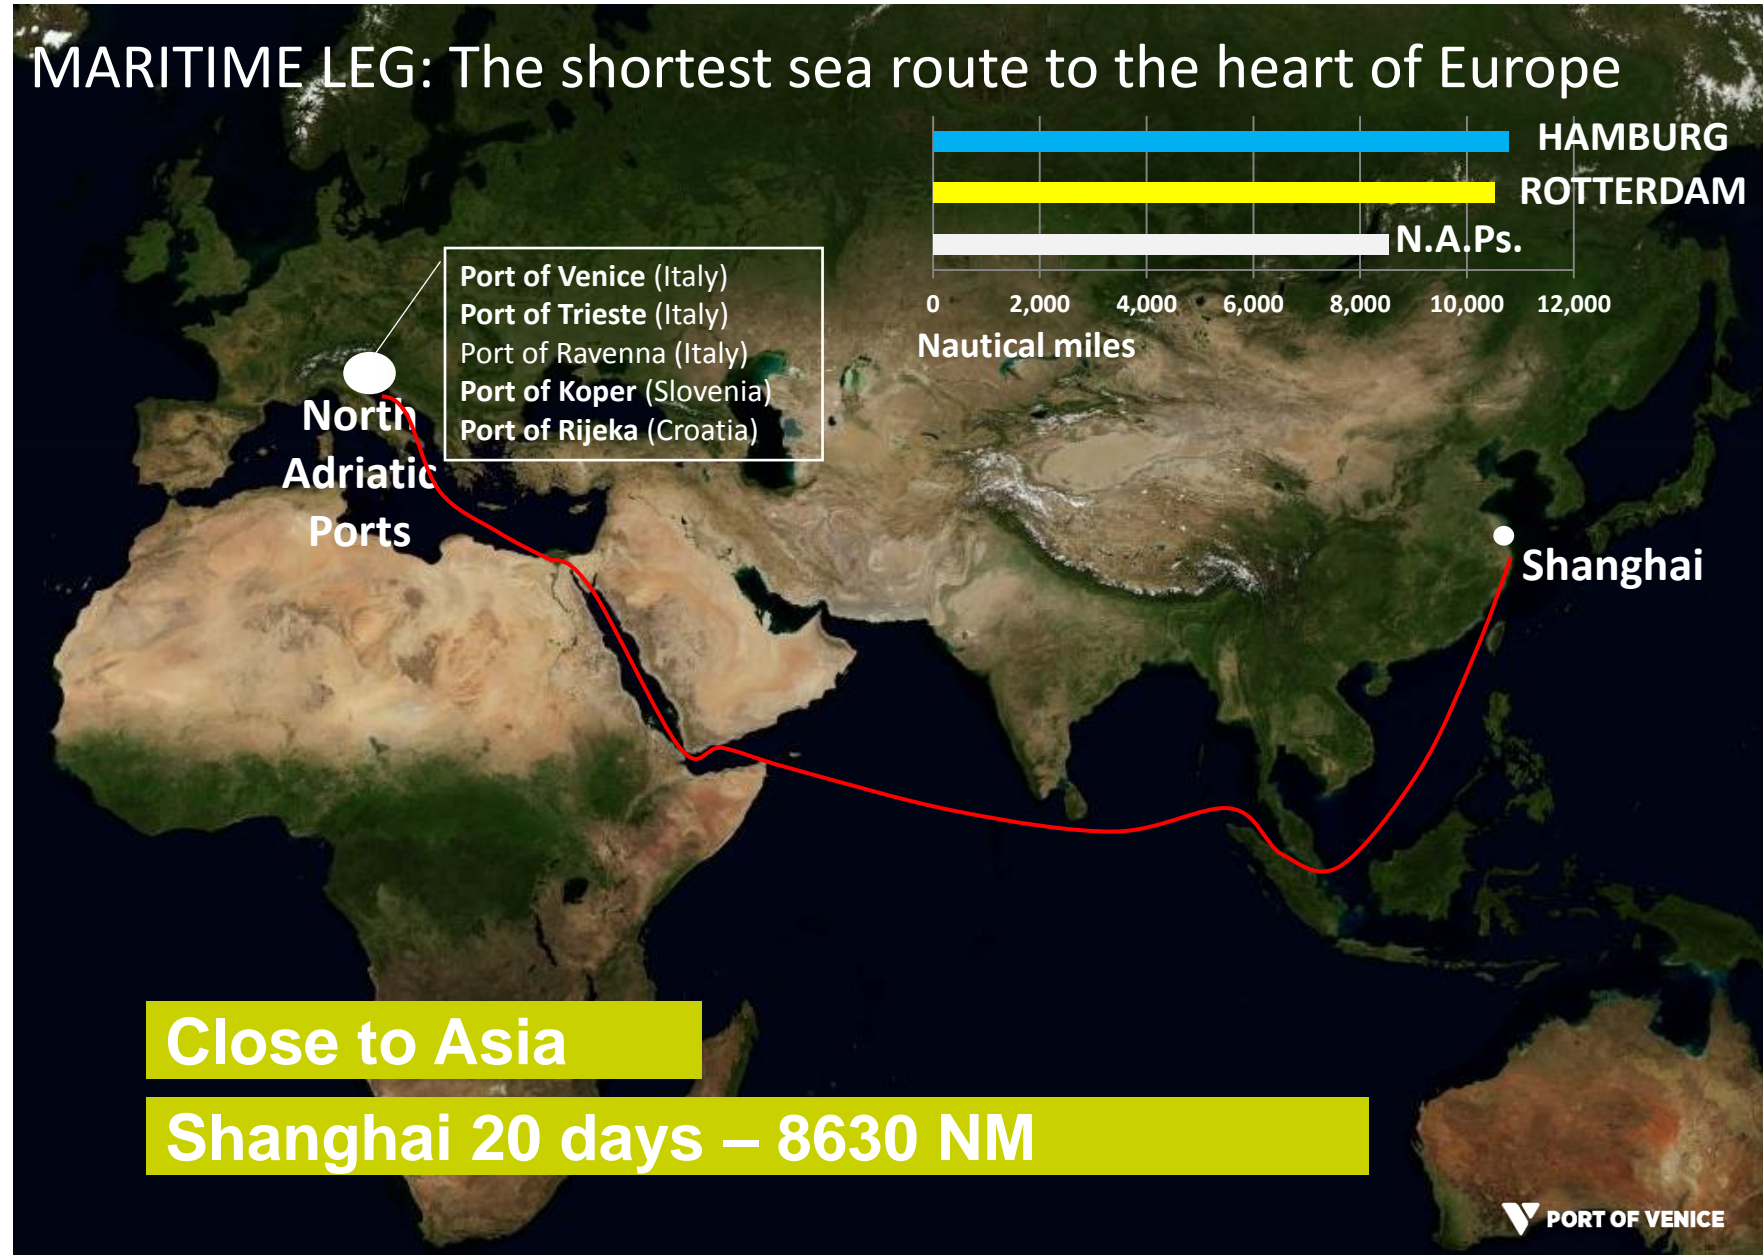 MARITIME LEG: The shortest sea route to the heart of Europe
HAMBURG
ROTTERDAM
N.A.Ps.
0 2,000 4,000 6,000 8,000 10,000 12,000
Nautical miles
Port of Venice (Italy)
Port of Trieste (Italy)
Port of Ravenna (Italy)
Port of Koper (Slovenia)
Port of Rijeka (Croatia)
North
Adriatic
Ports
Shanghai
Close to Asia
Shanghai 20 days – 8630 NM
PORT OF VENICE